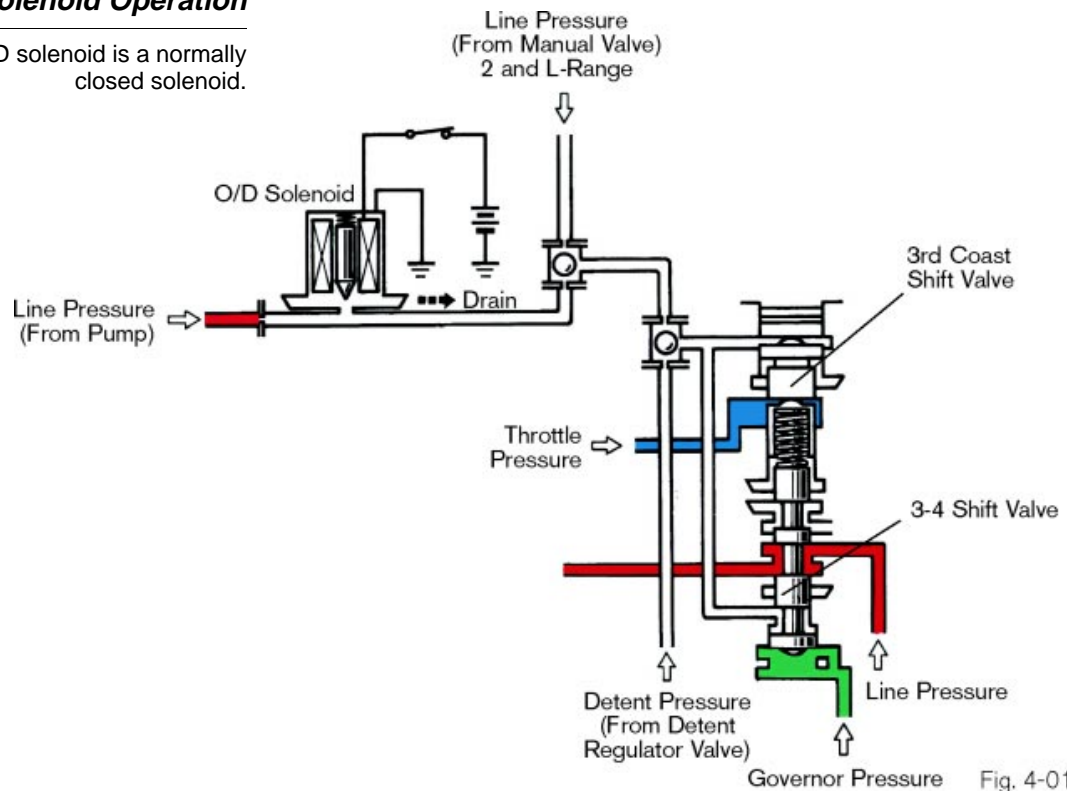 Solenoid Operation
D solenoid is a normally
closed solenoid.
Line Pressure
(From Manual Valve)
2 and L-Range
O/D Solenoid
Drain
Line Pressure
(From Pump)
3rd Coast
Shift Valve
Throttle
Pressure
3-4 Shift Valve
Line Pressure
Detent Pressure
(From Detent
Regulator Valve)
Governor Pressure
Fig. 4-01